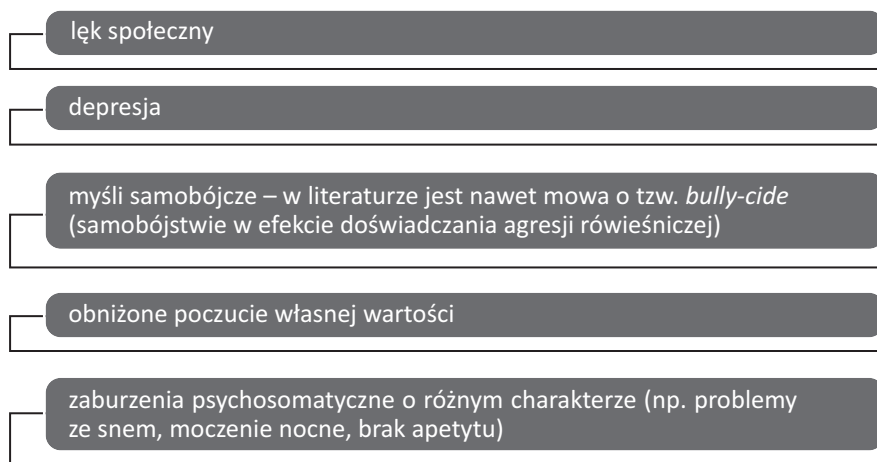 lęk społeczny
depresja
myśli samobójcze – w literaturze jest nawet mowa o tzw. bully-cide
(samobójstwie w efekcie doświadczania agresji rówieśniczej)
obniżone poczucie własnej wartości
zaburzenia psychosomatyczne o różnym charakterze (np. problemy
ze snem, moczenie nocne, brak apetytu)